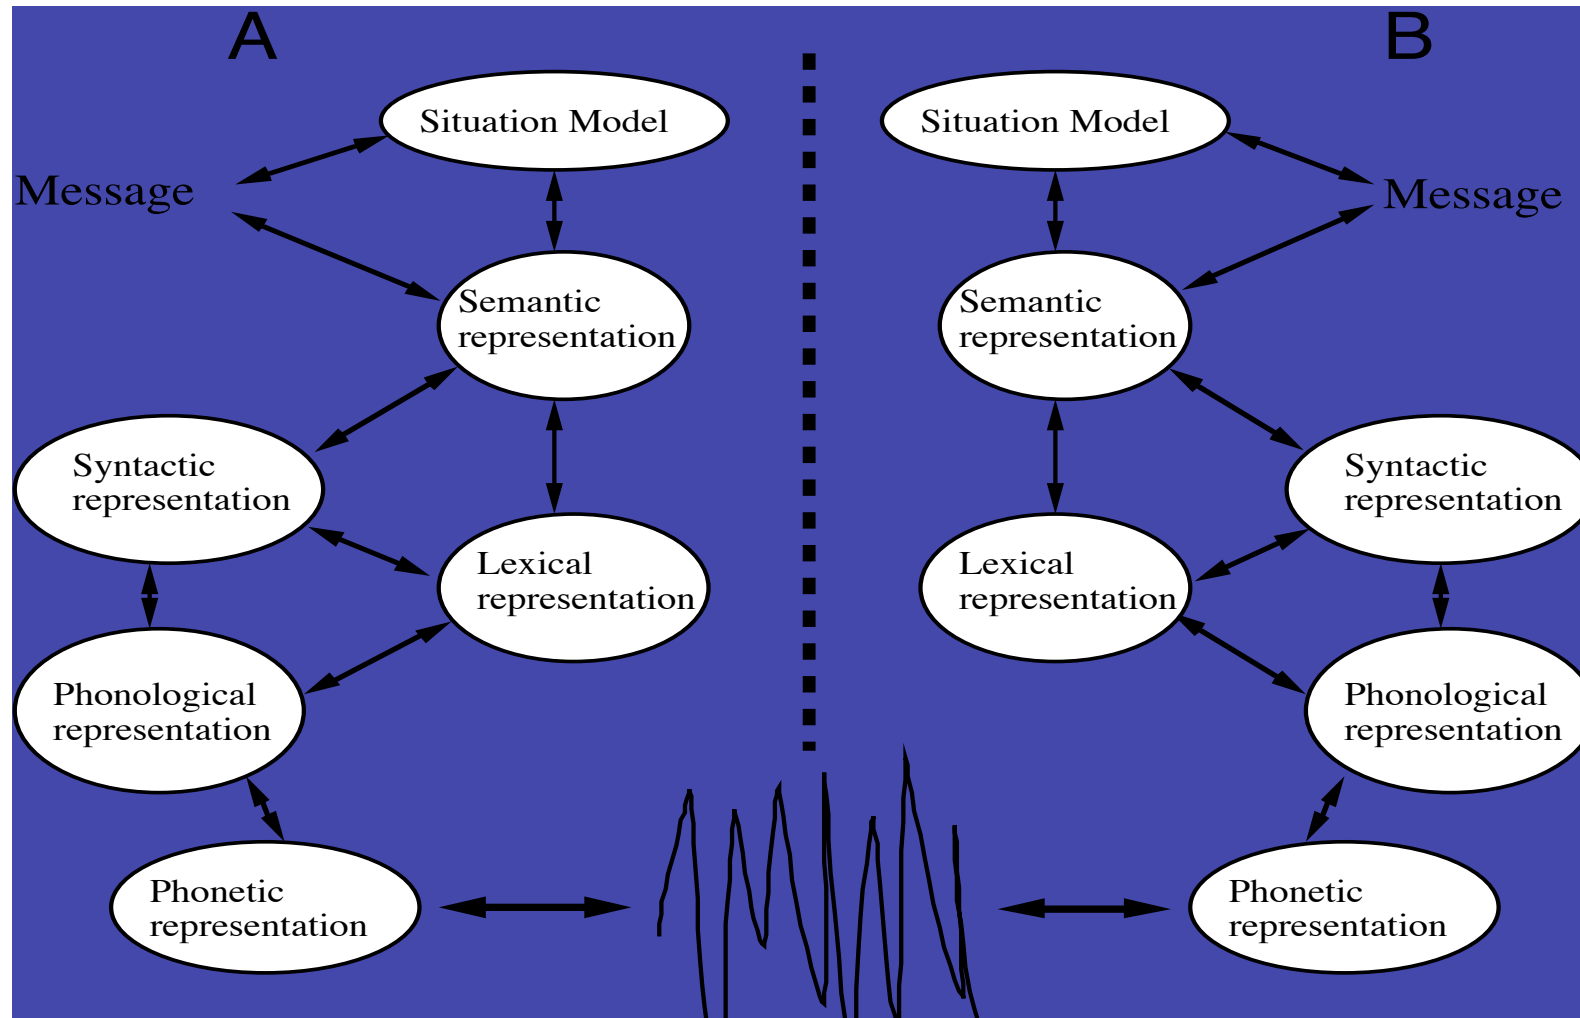 A
Situation Model
Message
Semantic
representation
Syntactic
representation
Lexical
representation
Phonological
representation
Phonetic
representation
B
Situation Model
Message
Semantic
representation
Syntactic
representation
Lexical
representation
Phonological
representation
Phonetic
representation